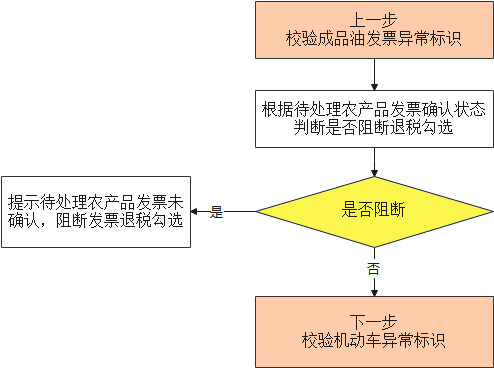 上一步
校验成品油发票异常标识
根据待处理农产品发票确认状态
判断是否阻断退税勾选
提示待处理农产品发票未
确认，阻断发票退税勾选
是
是否阻断
否
下一步
校验机动车异常标识